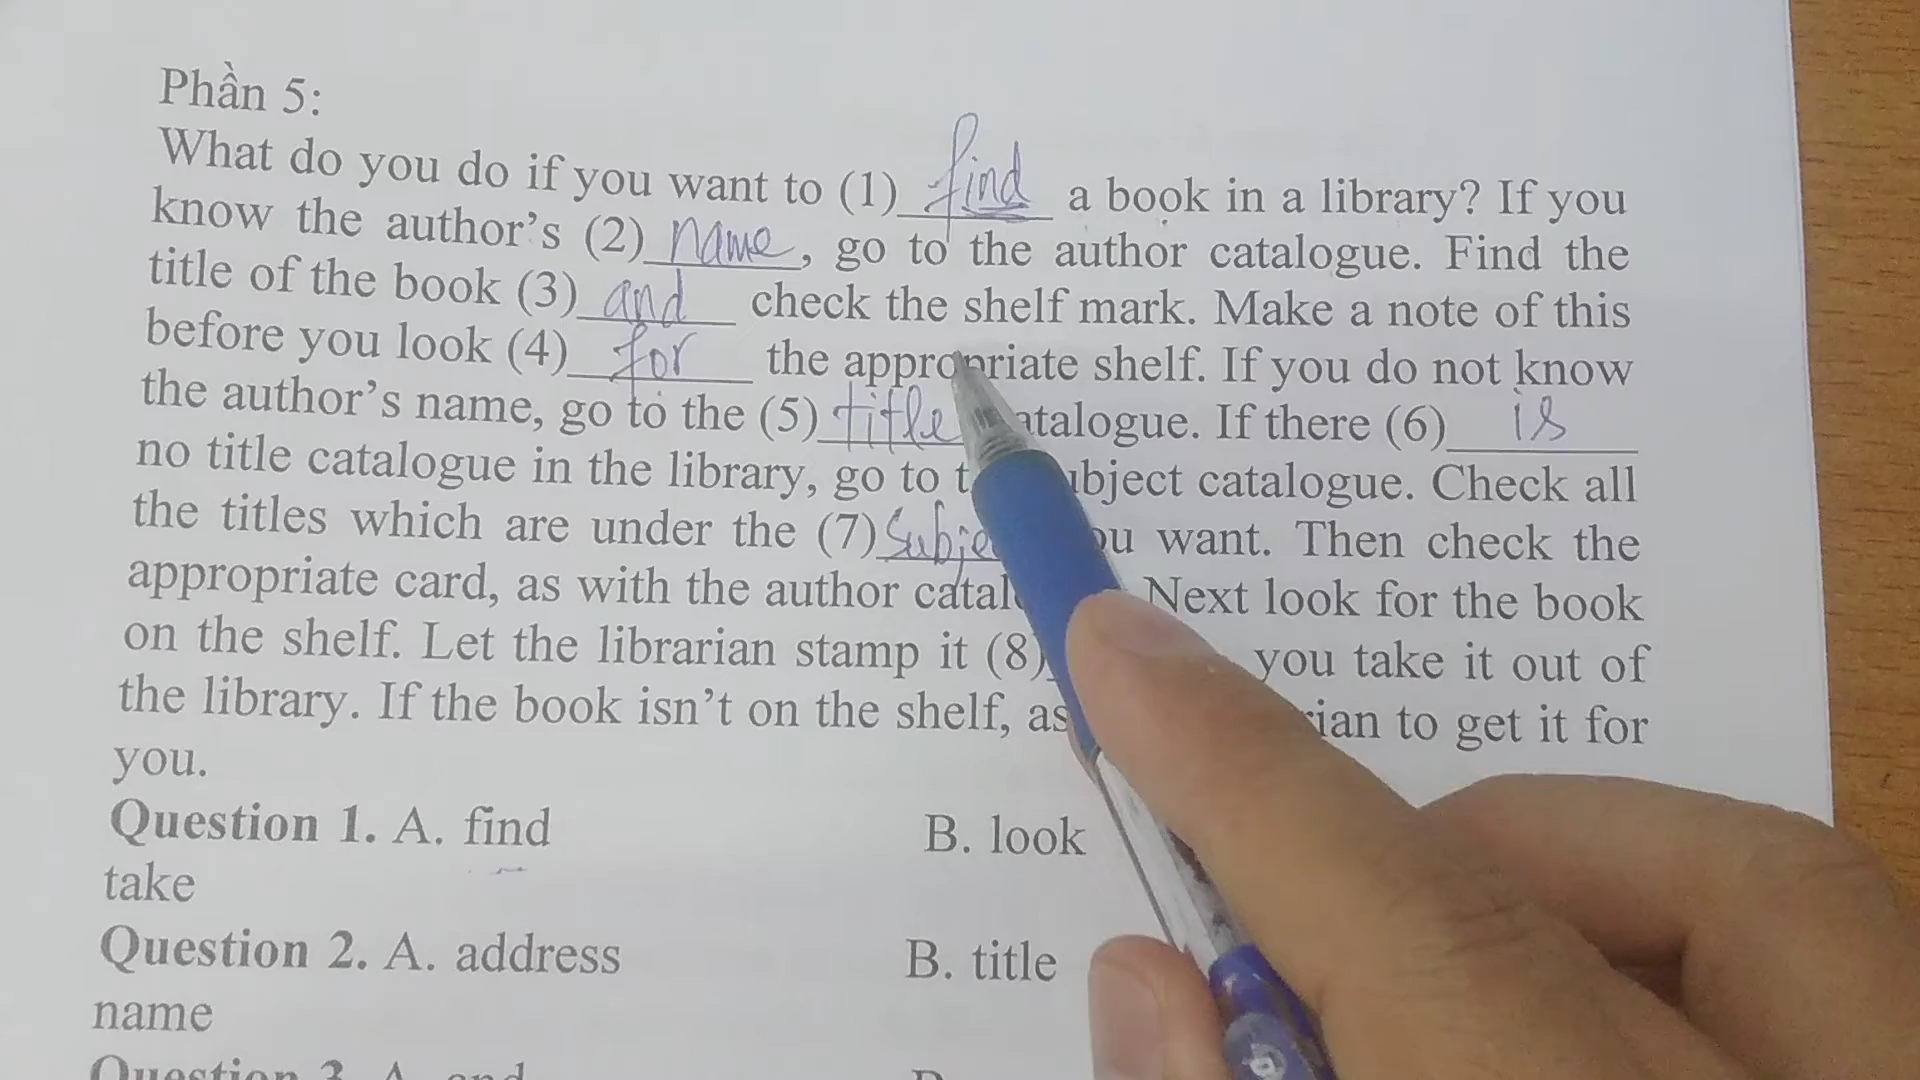 Phần 5:
What do you do if you want to (1) find a book in a library? If you
know the author's (2) name, go to the author catalogue. Find the
title of the book (3) and check the shelf mark. Make a note of this
before you look (4) for the appropriate shelf. If you do not know
the author's name, go to the (5) title atalogue. If there (6) is
no title catalogue in the library, go to t bject catalogue. Check all
the titles which are under the (7) Subje ou want. Then check the
appropriate card, as with the author catal Next look for the book
on the shelf. Let the librarian stamp it (8) you take it out of
the library. If the book isn't on the shelf, as rian to get it for
you.
Question 1. A. find B. look
take
Question 2. A. address B. title
name
Question 3. A. and